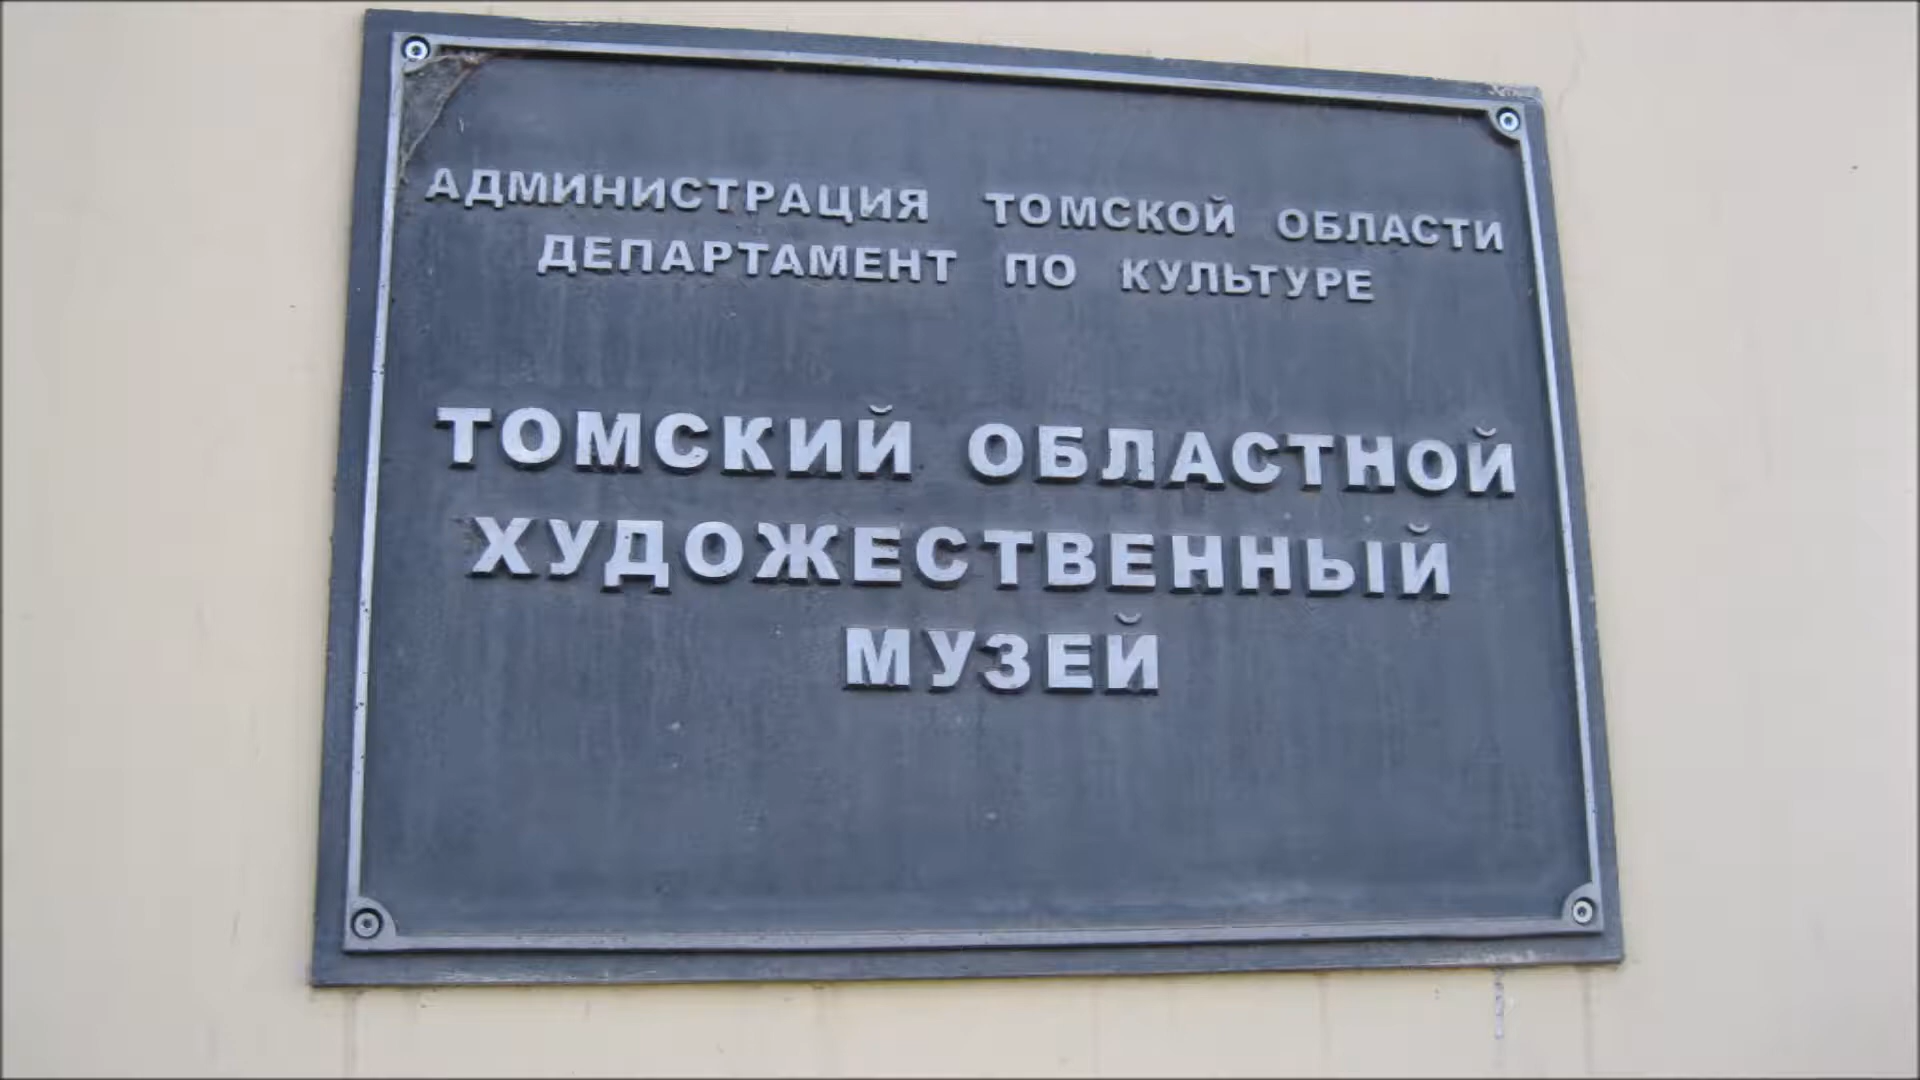 АДМИНИСТРАЦИЯ ТОМСКОЙ ОБЛАСТИ
ДЕПАРТАМЕНТ ПО КУЛЬТУРЕ
ТОМСКИЙ ОБЛАСТНОЙ
ХУДОЖЕСТВЕННЫЙ
МУЗЕЙ